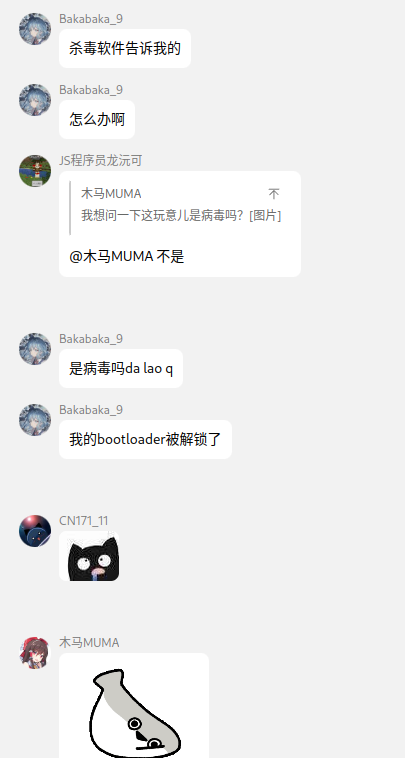 Bakabaka_9
杀毒软件告诉我的
Bakabaka_9
怎么办啊
JS程序员龙沅可
木马MUMA
不
我想问一下这玩意儿是病毒吗？[图片]
@木马MUMA 不是
Bakabaka_9
是病毒吗da lao q
Bakabaka_9
我的bootloader被解锁了
CN171_11
木马MUMA